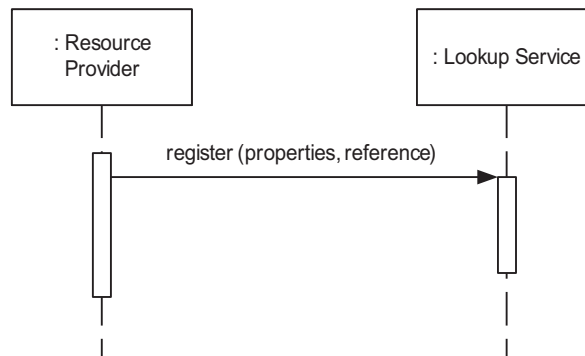 : Resource
Provider
: Lookup Service
register (properties, reference)